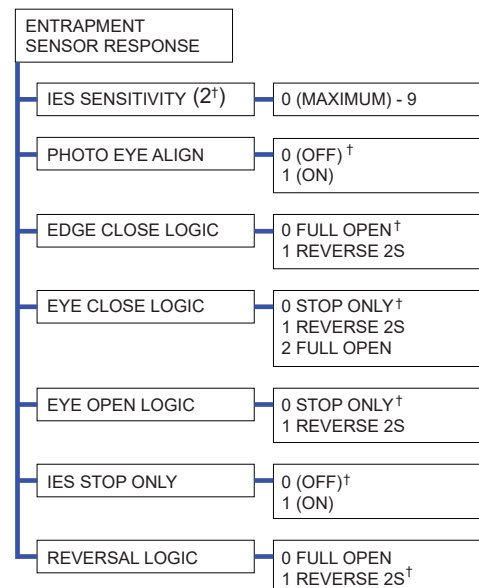 ENTRAPMENT
SENSOR RESPONSE
IES SENSITIVITY (2†)
0 (MAXIMUM) - 9
PHOTO EYE ALIGN
0 (OFF) †
1 (ON)
EDGE CLOSE LOGIC
0 FULL OPEN†
1 REVERSE 2S
EYE CLOSE LOGIC
0 STOP ONLY†
1 REVERSE 2S
2 FULL OPEN
EYE OPEN LOGIC
0 STOP ONLY†
1 REVERSE 2S
IES STOP ONLY
0 (OFF)†
1 (ON)
REVERSAL LOGIC
0 FULL OPEN
1 REVERSE 2S†